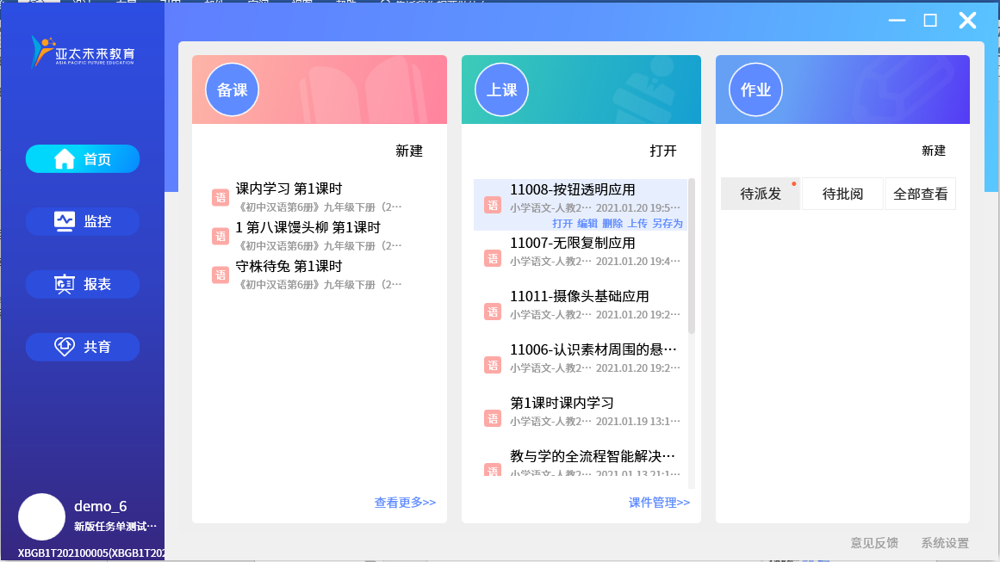 亚太未来教育
ASIA PACIFIC FUTURE EDUCATION
首页
监控
报表
共育
demo_6
新版任务单测试…
XBGB1T202100005(XBGB1T202
备课
新建
语
课内学习 第1课时
《初中汉语第6册》九年级下册（2…
语
1 第八课馒头柳 第1课时
《初中汉语第6册》九年级下册（2…
语
守株待兔 第1课时
《初中汉语第6册》九年级下册（2…
查看更多>>
上课
打开
语
11008-按钮透明应用
小学语文-人教2… 2021.01.20 19:5…
打开 编辑 删除 上传 另存为
语
11007-无限复制应用
小学语文-人教2… 2021.01.20 19:4…
语
11011-摄像头基础应用
小学语文-人教2… 2021.01.20 19:2…
语
11006-认识素材周围的悬…
小学语文-人教2… 2021.01.20 19:2…
语
第1课时课内学习
小学语文-人教2… 2021.01.19 13:1…
语
教与学的全流程智能解决…
小学语文-人教2… 2021.01.13 21:1…
课件管理>>
作业
新建
待派发
待批阅
全部查看
意见反馈
系统设置